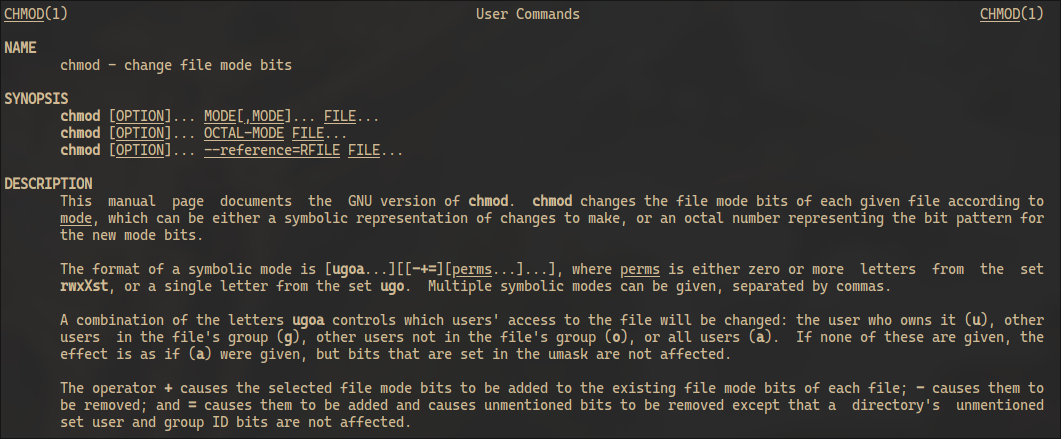 CHMOD(1) User Commands CHMOD(1)
NAME
chmod - change file mode bits
SYNOPSIS
chmod [OPTION]... MODE[,MODE]... FILE...
chmod [OPTION]... OCTAL-MODE FILE...
chmod [OPTION]... --reference=RFILE FILE...
DESCRIPTION
This manual page documents the GNU version of chmod. chmod changes the file mode bits of each given file according to
mode, which can be either a symbolic representation of changes to make, or an octal number representing the bit pattern for
the new mode bits.
The format of a symbolic mode is [ugoa...][[-+=][perms...]...], where perms is either zero or more letters from the set
rwxXst, or a single letter from the set ugo. Multiple symbolic modes can be given, separated by commas.
A combination of the letters ugoa controls which users' access to the file will be changed: the user who owns it (u), other
users in the file's group (g), other users not in the file's group (o), or all users (a). If none of these are given, the
effect is as if (a) were given, but bits that are set in the umask are not affected.
The operator + causes the selected file mode bits to be added to the existing file mode bits of each file; - causes them to
be removed; and = causes them to be added and causes unmentioned bits to be removed except that a directory's unmentioned
set user and group ID bits are not affected.